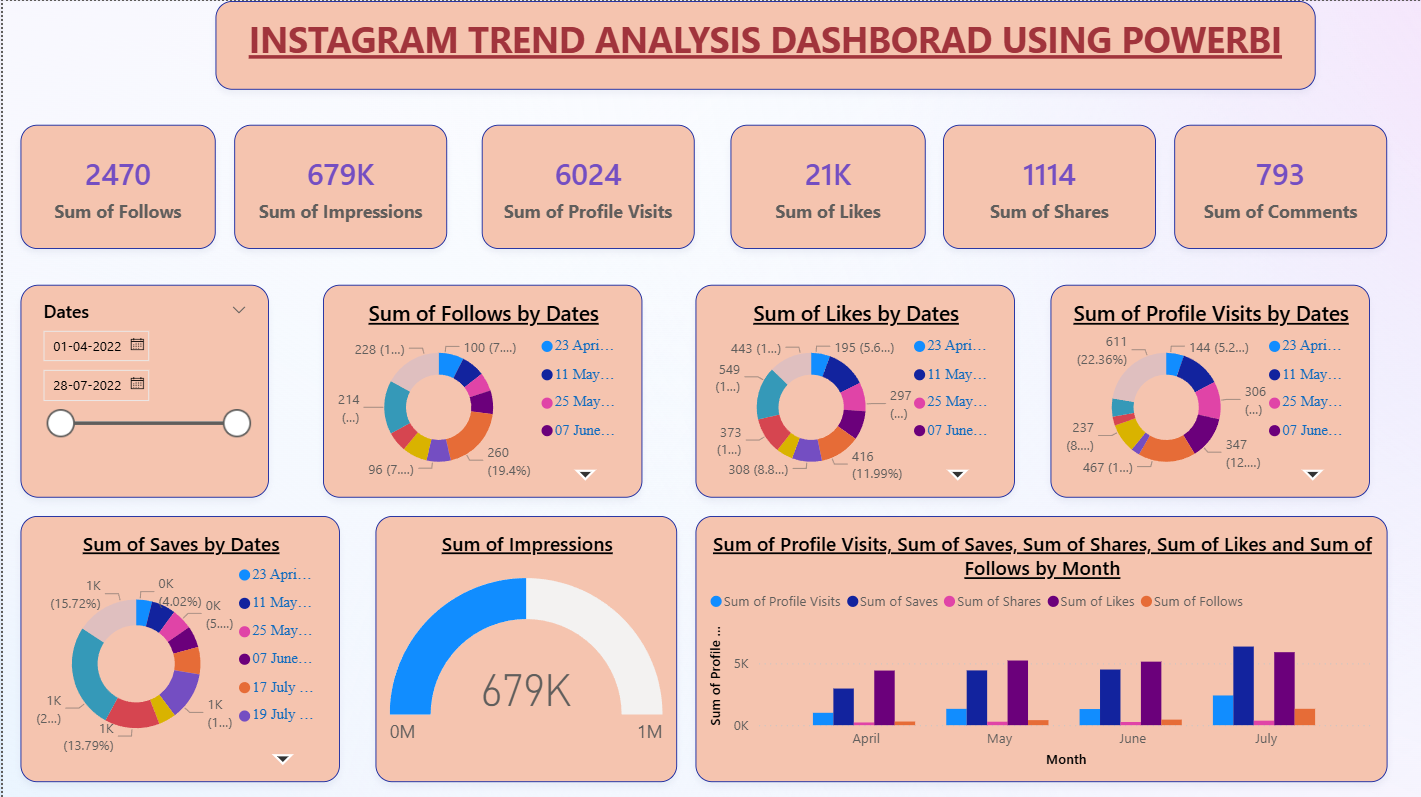 INSTAGRAM TREND ANALYSIS DASHBORAD USING POWERBI
2470
Sum of Follows
679K
Sum of Impressions
6024
Sum of Profile Visits
21K
Sum of Likes
1114
Sum of Shares
793
Sum of Comments
Dates
01-04-2022
28-07-2022
Sum of Follows by Dates
228 (1...)
100 (7....)
214
(...)
260
(19.4%)
96 (7....)
23 Apri...
11 May...
25 May...
07 June...
Sum of Likes by Dates
443 (1...)
195 (5.6...)
549
(1...)
297
(...)
373
(1...)
416
(11.99%)
308 (8.8...)
23 Apri...
11 May...
25 May...
07 June...
Sum of Profile Visits by Dates
611
(22.36%)
144 (5.2...)
306
(...)
237
(8....)
347
(12....)
467 (1...)
23 Apri...
11 May...
25 May...
07 June...
Sum of Saves by Dates
1K
(15.72%)
0K
(4.02%)
0K
(5....)
1K
(2...)
1K
(1...)
1K
(13.79%)
23 Apri...
11 May...
25 May...
07 June...
17 July ...
19 July ...
Sum of Impressions
679K
0M
1M
Sum of Profile Visits, Sum of Saves, Sum of Shares, Sum of Likes and Sum of
Follows by Month
Sum of Profile Visits
Sum of Saves
Sum of Shares
Sum of Likes
Sum of Follows
Sum of Profile ...
5K
0K
April
May
June
July
Month